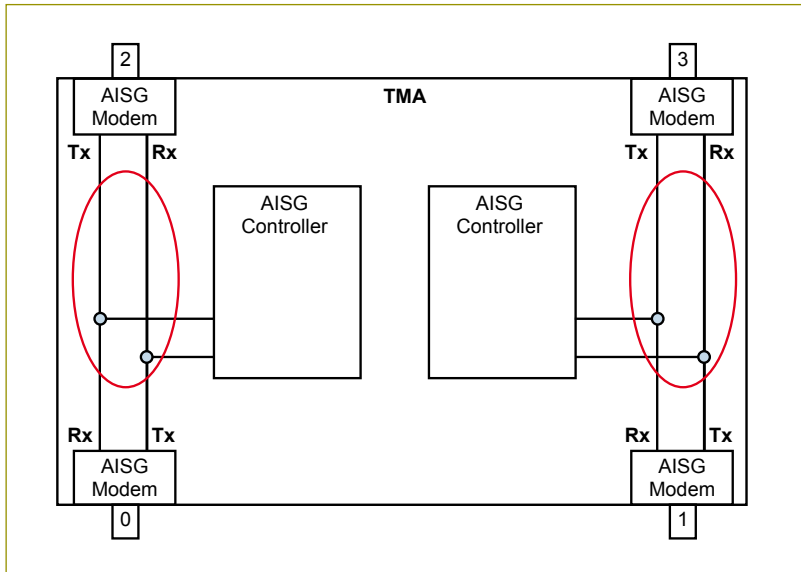 2
3
AISG
Modem
TMA
AISG
Modem
Tx
Rx
Tx
Rx
AISG
Controller
AISG
Controller
Rx
Tx
Rx
Tx
AISG
Modem
AISG
Modem
0
1